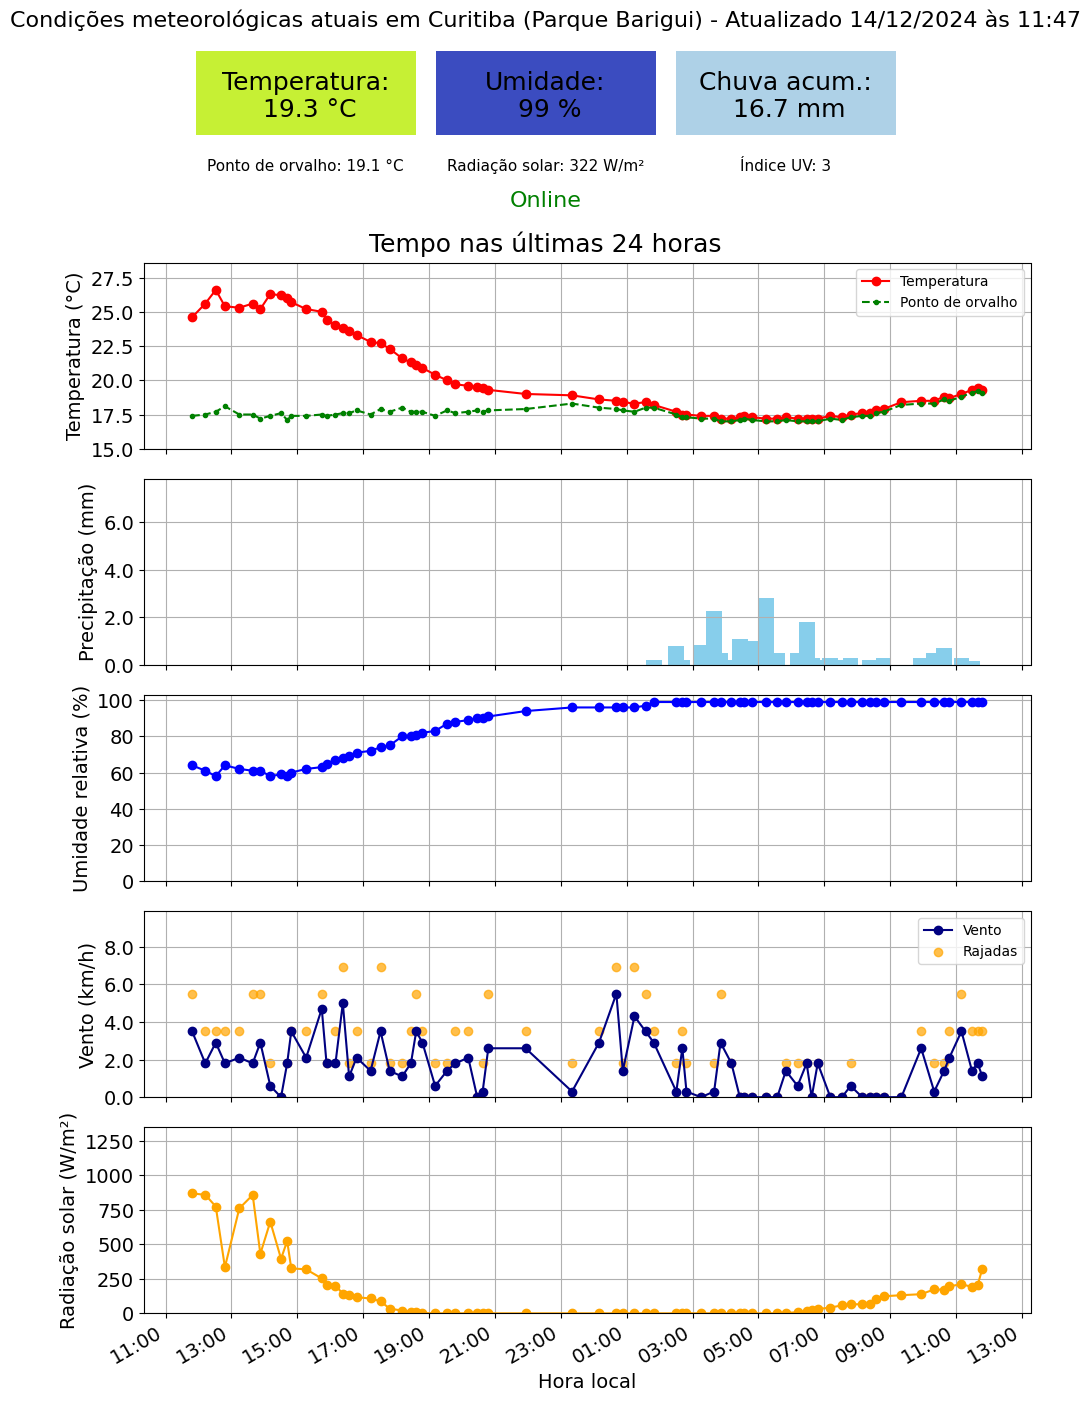 Condições meteorológicas atuais em Curitiba (Parque Barigui) - Atualizado 14/12/2024 às 11:47
Temperatura:
19.3 °C
Umidade:
99 %
Chuva acum.:
16.7 mm
Ponto de orvalho: 19.1 °C
Radiação solar: 322 W/m²
Índice UV: 3
Online
Tempo nas últimas 24 horas
Temperatura (°C)
27.5
25.0
22.5
20.0
17.5
15.0
Temperatura
Ponto de orvalho
Precipitação (mm)
6.0
4.0
2.0
0.0
Umidade relativa (%)
100
80
60
40
20
0
Vento (km/h)
8.0
6.0
4.0
2.0
0.0
Vento
Rajadas
Radiação solar (W/m²)
1250
1000
750
500
250
0
11:00
13:00
15:00
17:00
19:00
21:00
23:00
01:00
03:00
05:00
07:00
09:00
11:00
13:00
Hora local